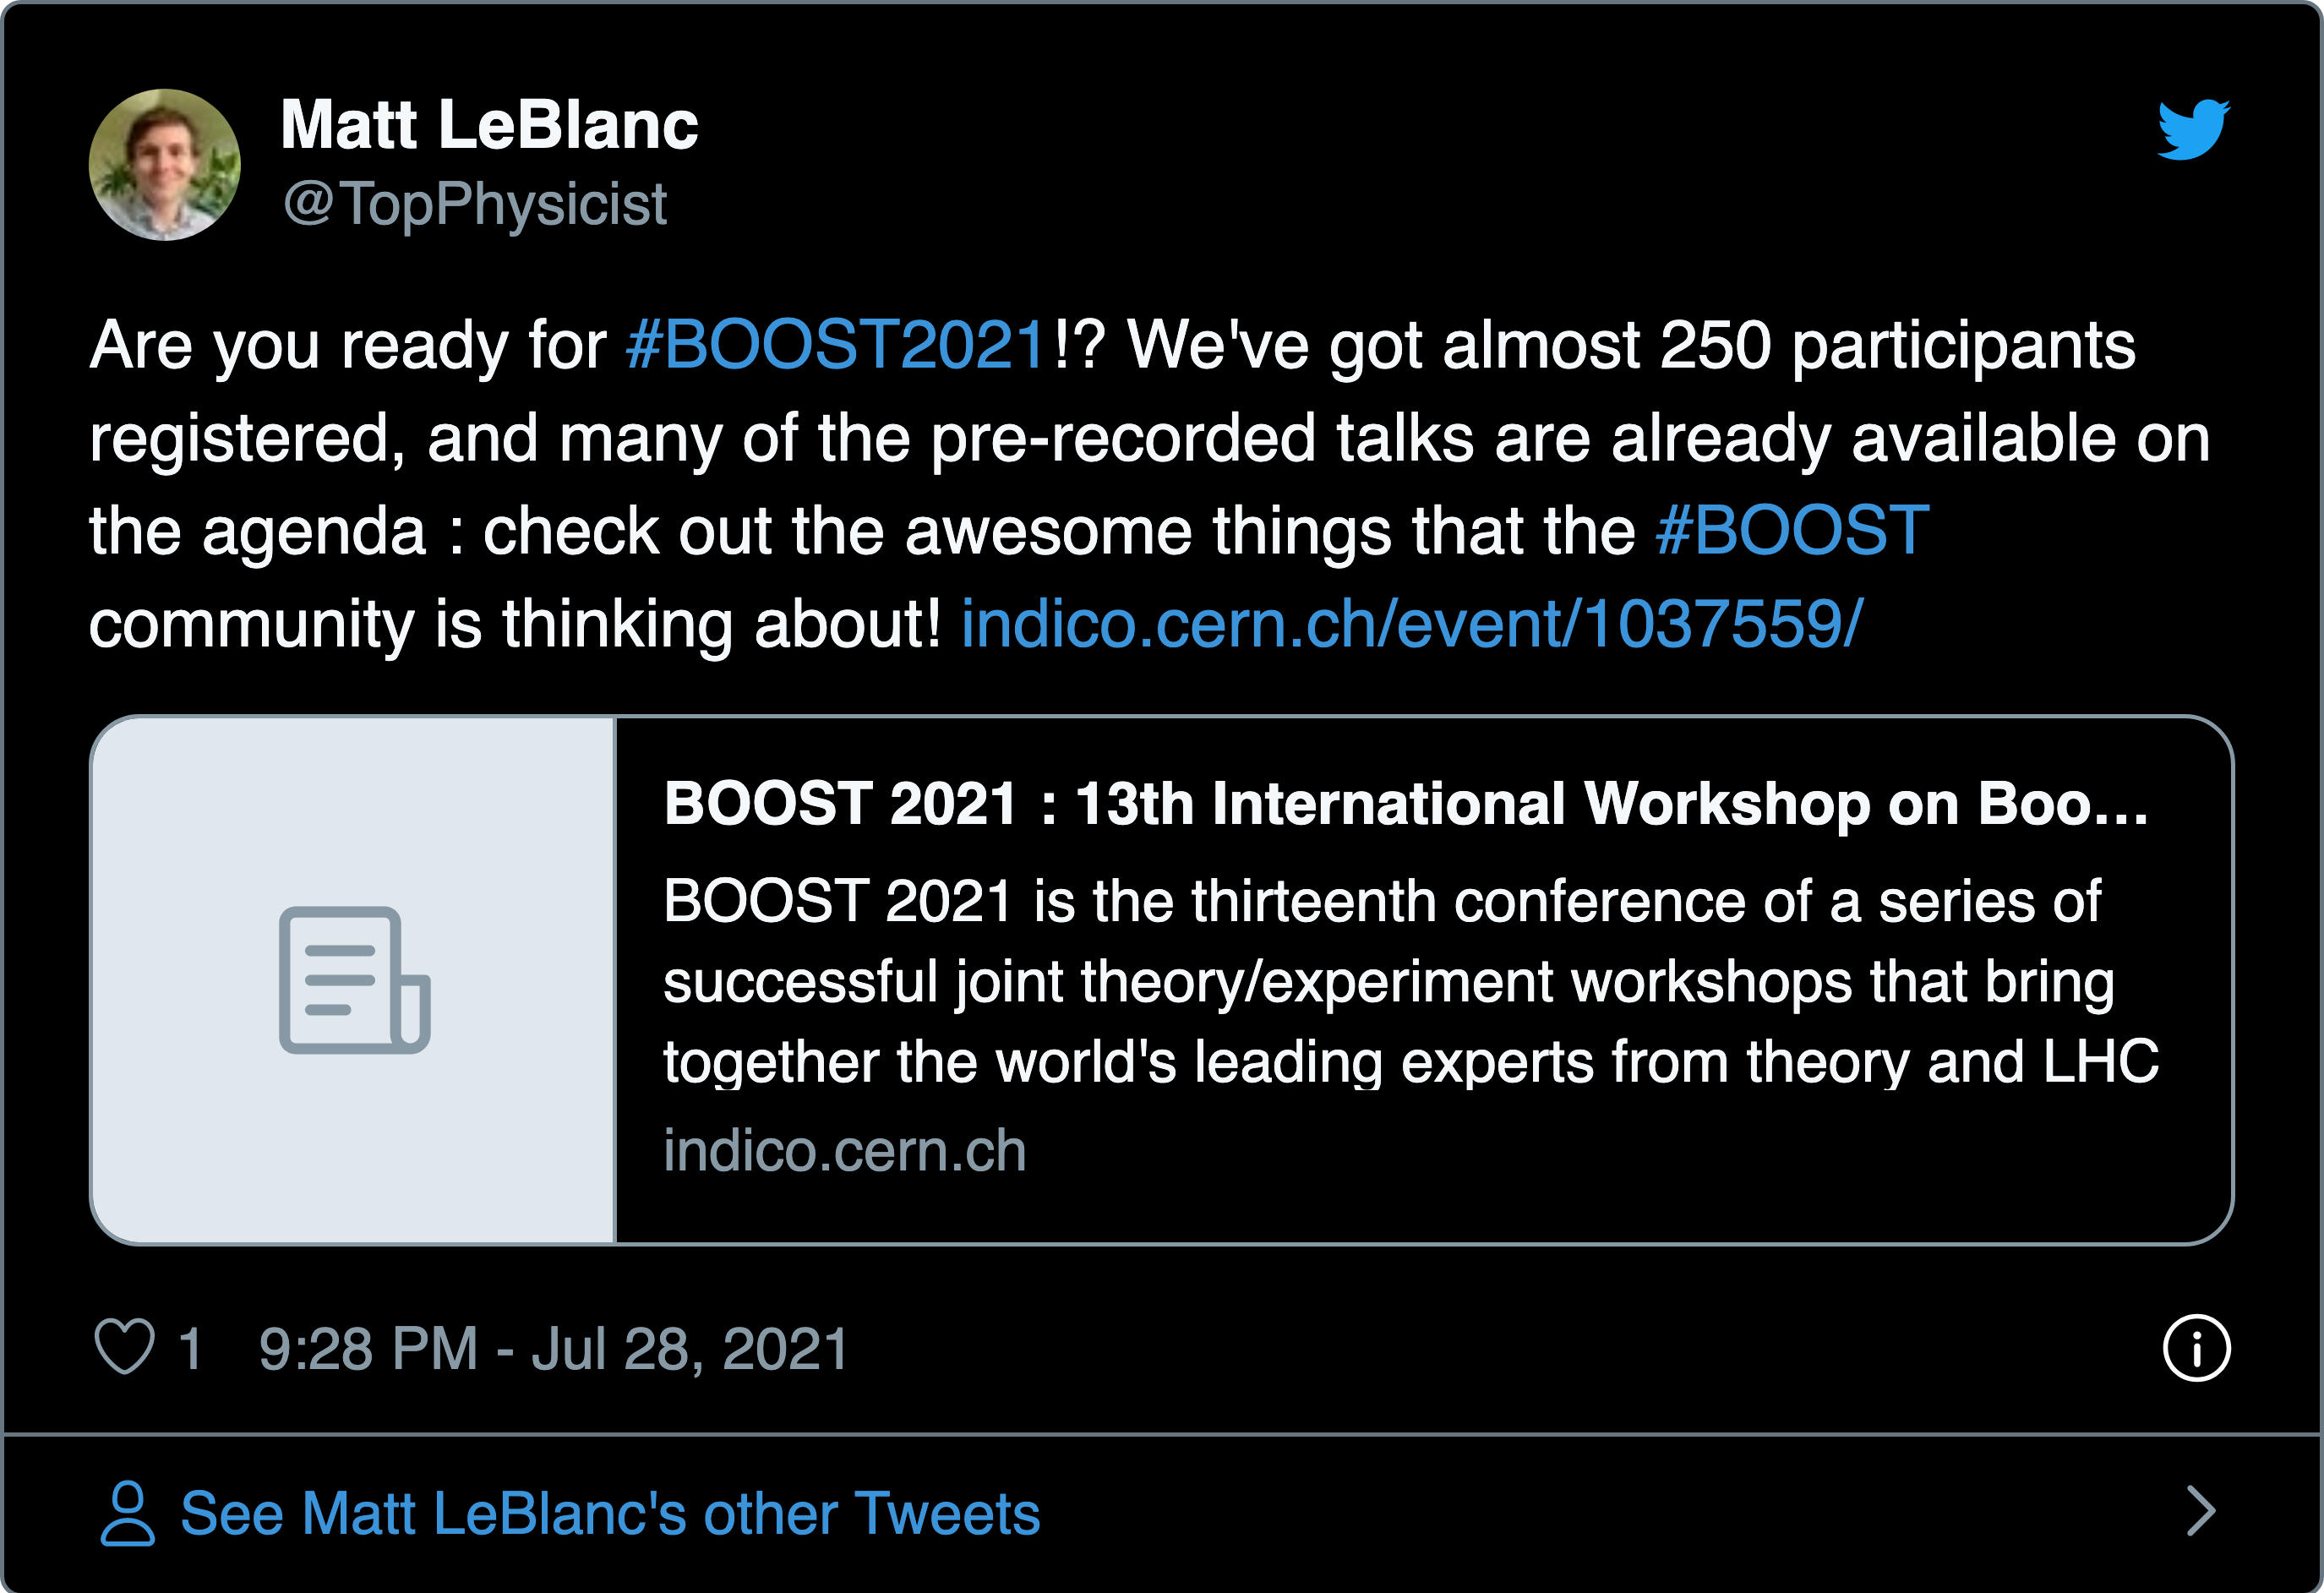 Matt LeBlanc
@TopPhysicist
Are you ready for #BOOST2021!? We've got almost 250 participants
registered, and many of the pre-recorded talks are already available on
the agenda : check out the awesome things that the #BOOST
community is thinking about! indico.cern.ch/event/1037559/
BOOST 2021 : 13th International Workshop on Boo...
BOOST 2021 is the thirteenth conference of a series of
successful joint theory/experiment workshops that bring
together the world's leading experts from theory and LHC
indico.cern.ch
1 9:28 PM - Jul 28, 2021
See Matt LeBlanc's other Tweets